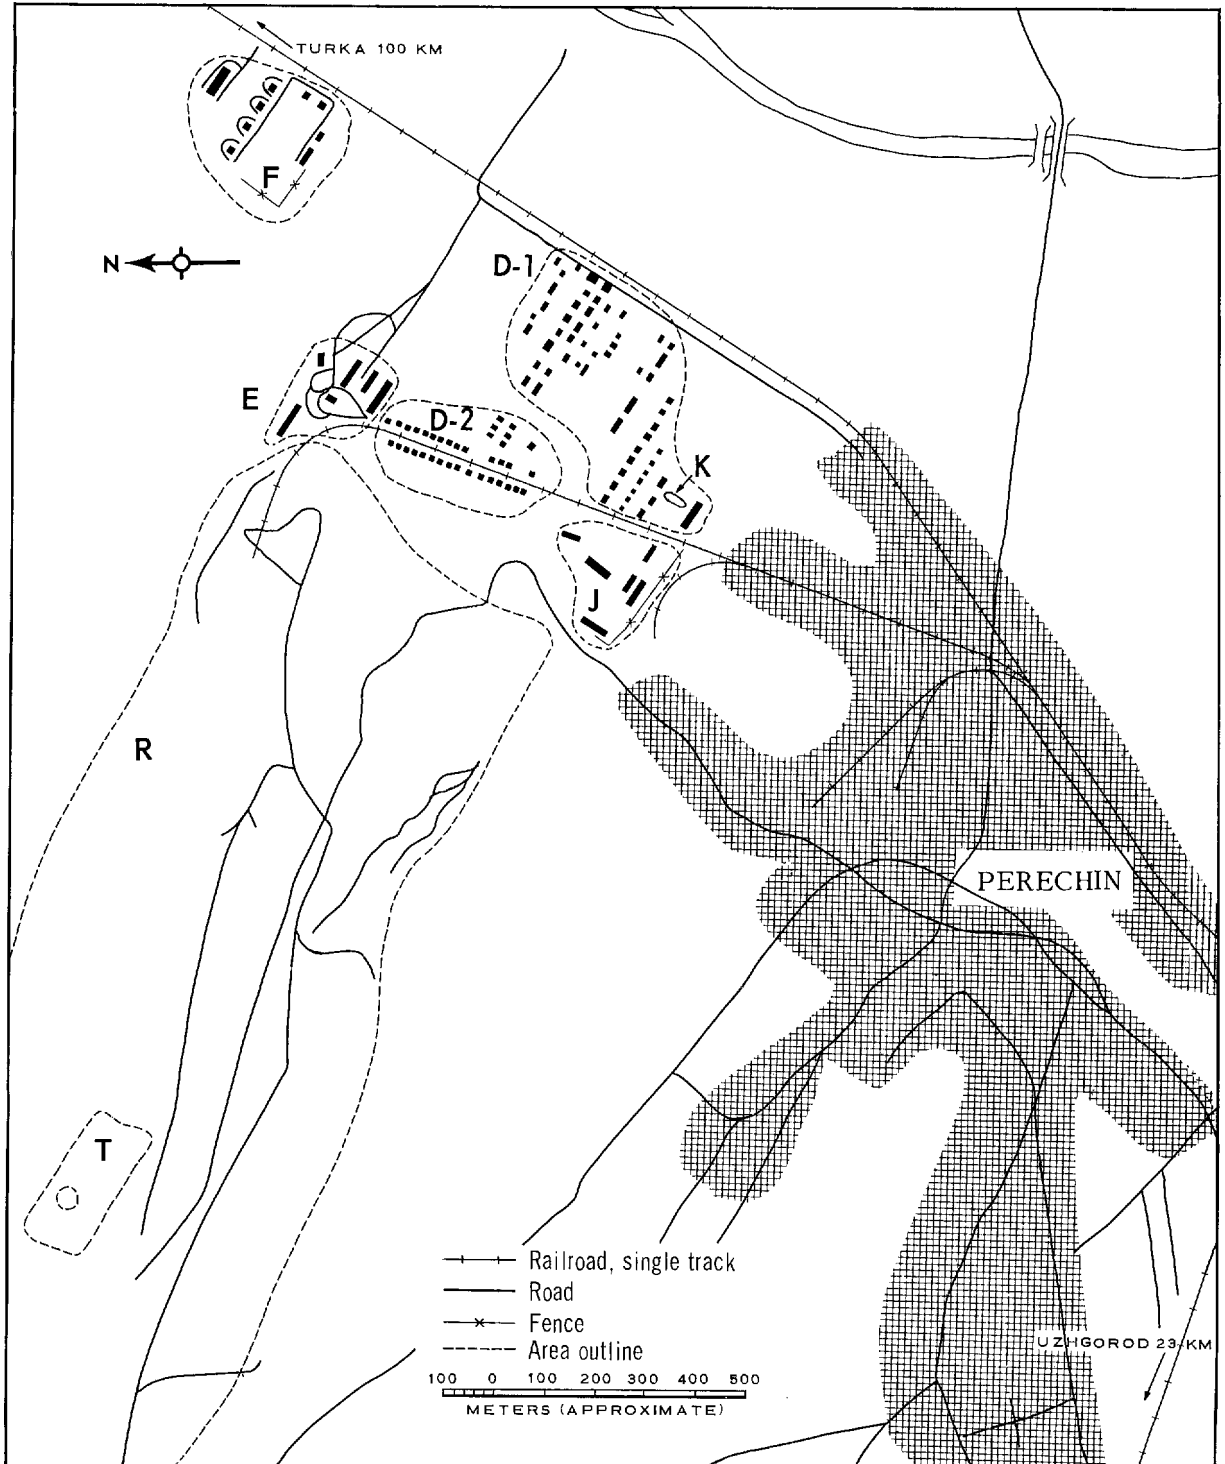 TURKA 100 KM
F
N
D-1
E
D-2
K
J
R
PERECHIN
T
Railroad, single track
Road
Fence
UZHGOROD 23 KM
Area outline
100 0 100 200 300 400 500
METERS (APPROXIMATE)